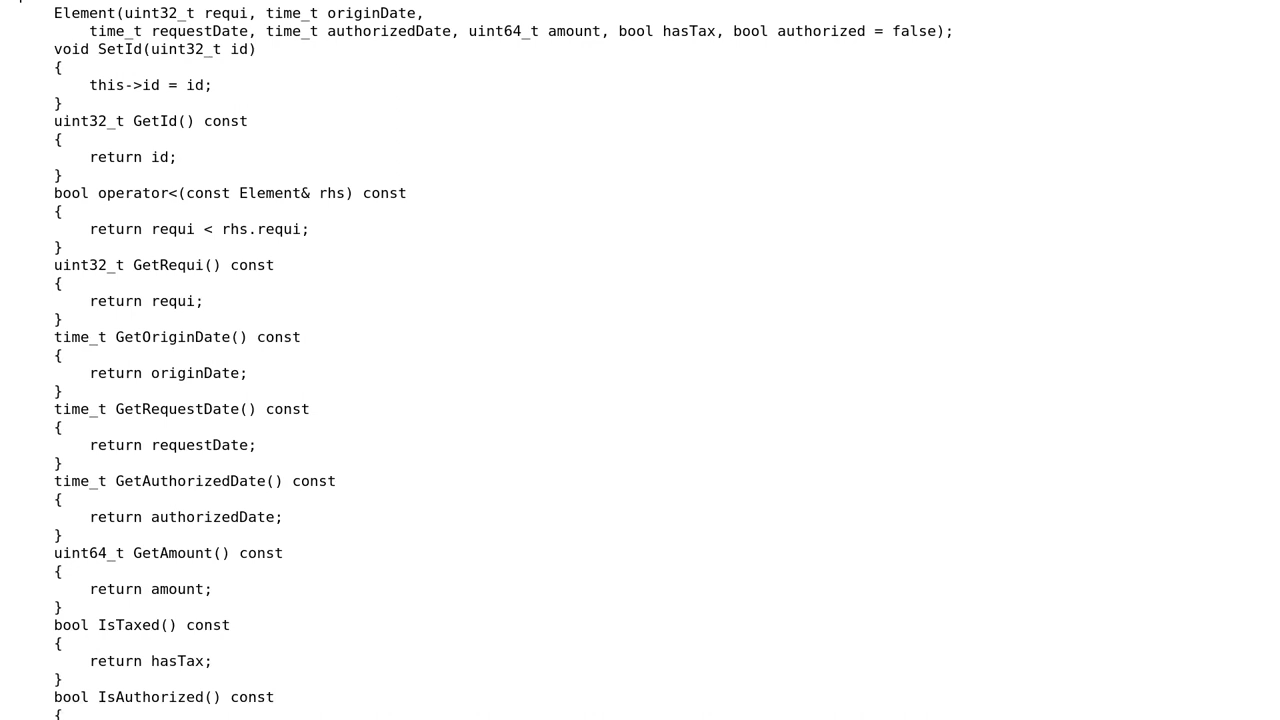 Element(uint32_t requi, time_t originDate,
time_t requestDate, time_t authorizedDate, uint64_t amount, bool hasTax, bool authorized = false);
void SetId(uint32_t id)
{
this->id = id;
}
uint32_t GetId() const
{
return id;
}
bool operator<(const Element& rhs) const
{
return requi < rhs.requi;
}
uint32_t GetRequi() const
{
return requi;
}
time_t GetOriginDate() const
{
return originDate;
}
time_t GetRequestDate() const
{
return requestDate;
}
time_t GetAuthorizedDate() const
{
return authorizedDate;
}
uint64_t GetAmount() const
{
return amount;
}
bool IsTaxed() const
{
return hasTax;
}
bool IsAuthorized() const
{